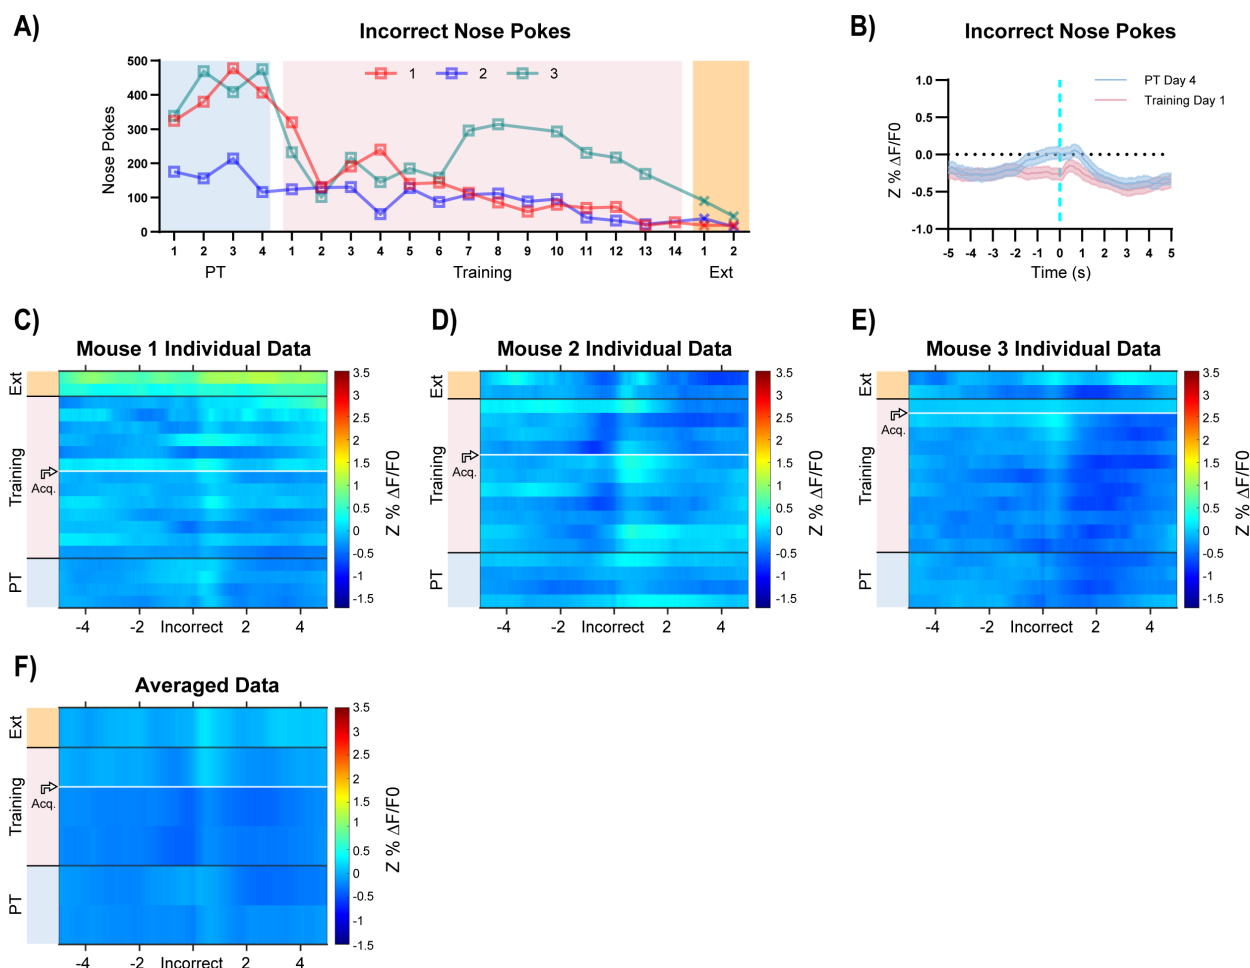 A)
Incorrect Nose Pokes
Nose Pokes
500
400
300
200
100
0
1 2 3
1 2 3 4 1 2 3 4 5 6 7 8 9 10 11 12 13 14 1 2
PT Training Ext
B)
Incorrect Nose Pokes
PT Day 4
Training Day 1
Z % ΔF/F0
1.0
0.5
0.0
-0.5
-1.0
-5 -4 -3 -2 -1 0 1 2 3 4 5
Time (s)
C)
Mouse 1 Individual Data
Ext
Training
Acq.
PT
-4 -2 Incorrect 2 4
3.5
3
2.5
2
1.5
1
0.5
0
-0.5
-1
-1.5
Z % ΔF/F0
D)
Mouse 2 Individual Data
Ext
Training
Acq.
PT
-4 -2 Incorrect 2 4
3.5
3
2.5
2
1.5
1
0.5
0
-0.5
-1
-1.5
Z % ΔF/F0
E)
Mouse 3 Individual Data
Ext
Acq.
Training
PT
-4 -2 Incorrect 2 4
3.5
3
2.5
2
1.5
1
0.5
0
-0.5
-1
-1.5
Z % ΔF/F0
F)
Averaged Data
Ext
Training
Acq.
PT
-4 -2 Incorrect 2 4
3.5
3
2.5
2
1.5
1
0.5
0
-0.5
-1
-1.5
Z % ΔF/F0